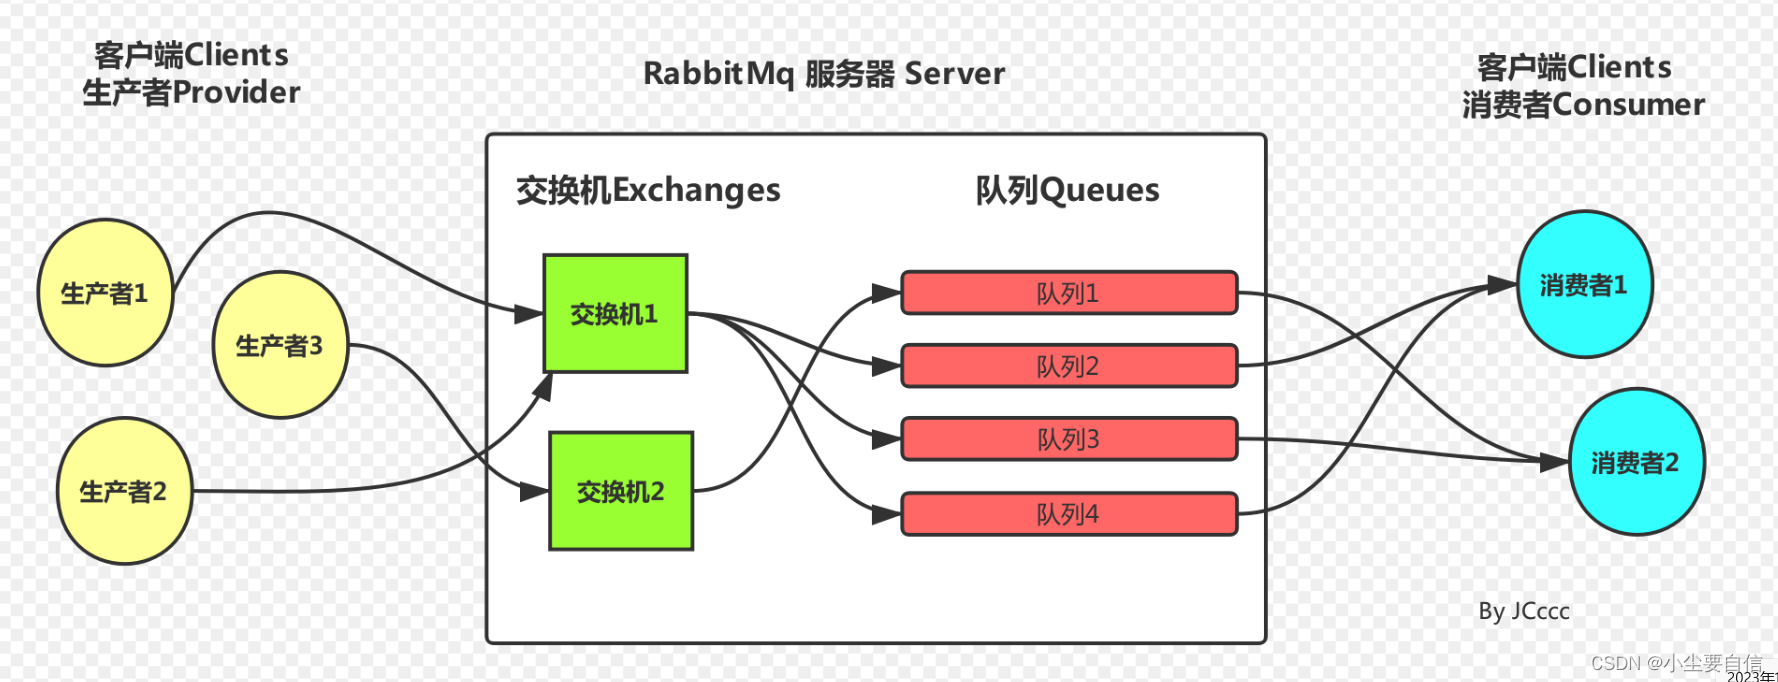 客户端Clients
生产者Provider
RabbitMq 服务器 Server
客户端Clients
消费者Consumer
交换机Exchanges
队列Queues
生产者1
生产者3
生产者2
交换机1
交换机2
队列1
队列2
队列3
队列4
消费者1
消费者2
By JCccc
CSDN @小尘要自信
2023年1